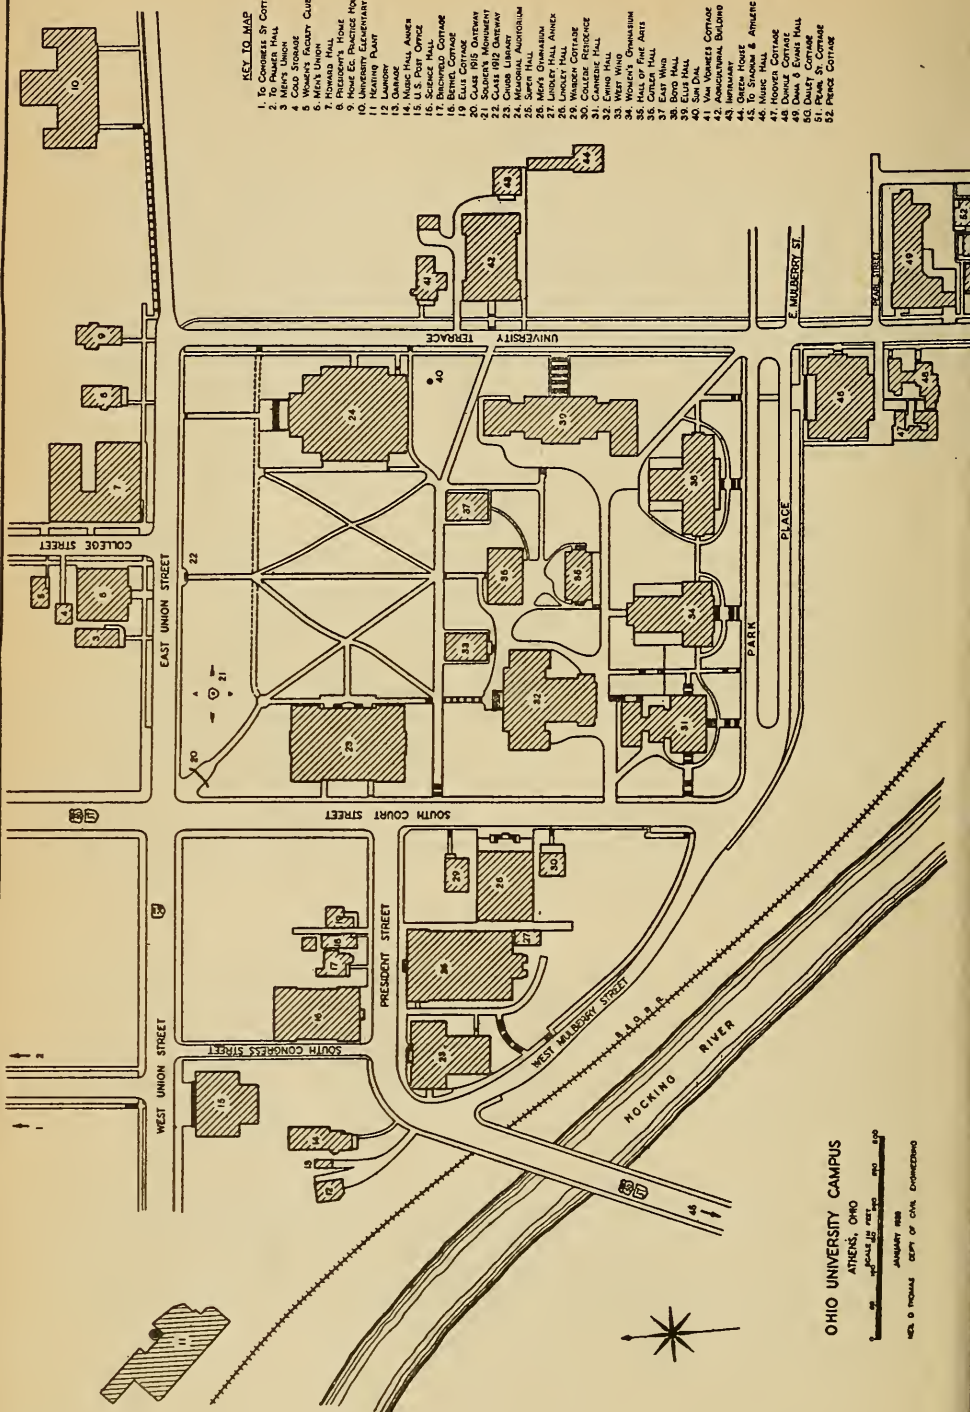 KEY TO MAP
1. TO CONGRESS ST COTT
2. TO PALMER HALL
3 MEN'S UNION
4 COLD STORAGE
5 WOMEN'S FACULTY CLUB
6. MEN'S UNION
7. HOWARD HALL
8. PRESIDENT'S HOME
9. HOME EC. PRACTICE HO
10. UNIVERSITY ELEMENTARY
11 HEATING PLANT
12 LAUNDRY
13. GARAGE
14. MUSIC HALL ANNEX
15. U.S. POST OFFICE
16. SCIENCE HALL
17. BIRCHFIELD COTTAGE
BETHEL COTTAGE
19 ELLIS COTTAGE
20. CLASS 1915 GATEWAY
21 SOLDIER'S MONUMENT
22. CLASS 1912 GATEWAY
23. CHUBB LIBRARY
24. MEMORIAL AUDITORIUM
25. SUPER HALL
26. MEN'S GYMNASIUM
27. LINDLEY HALL ANNEX
28. LINDLEY HALL
29. WARDEN COTTAGE
30. COLLEGE RESIDENCE
31. CARNEGIE HALL
32. EWING HALL
33. WEST WING
34. WOMEN'S GYMNASIUM
35. HALL OF FINE ARTS
36. CUTLER HALL
37 EAST WING
38. BOYD HALL
39. ELLIS HALL
40. SUN DIAL
41 VAN VORHES COTTAGE
42. AGRICULTURAL BUILDING
43. INFIRMARY
44 GREEN HOUSE
45. TO STADIUM & ATHLETIC
46. MUSIC HALL
47. HOOVER COTTAGE
48 DUNKLE COTTAGE
49. DANA & EVANS HALL
50. DAILEY COTTAGE
51. PEARL ST. COTTAGE
52. PIERCE COTTAGE
COLLEGE STREET
EAST UNION STREET
WEST UNION STREET
UNIVERSITY TERRACE
E. MULBERRY ST.
PEARL STREET
PARK PLACE
SOUTH COURT STREET
PRESIDENT STREET
SOUTH CONGRESS STREET
WEST MULBERRY STREET
B & O R R
HOCKING RIVER
OHIO UNIVERSITY CAMPUS
ATHENS, OHIO
SCALE IN FEET
DEPT OF CIVIL ENGINEERING